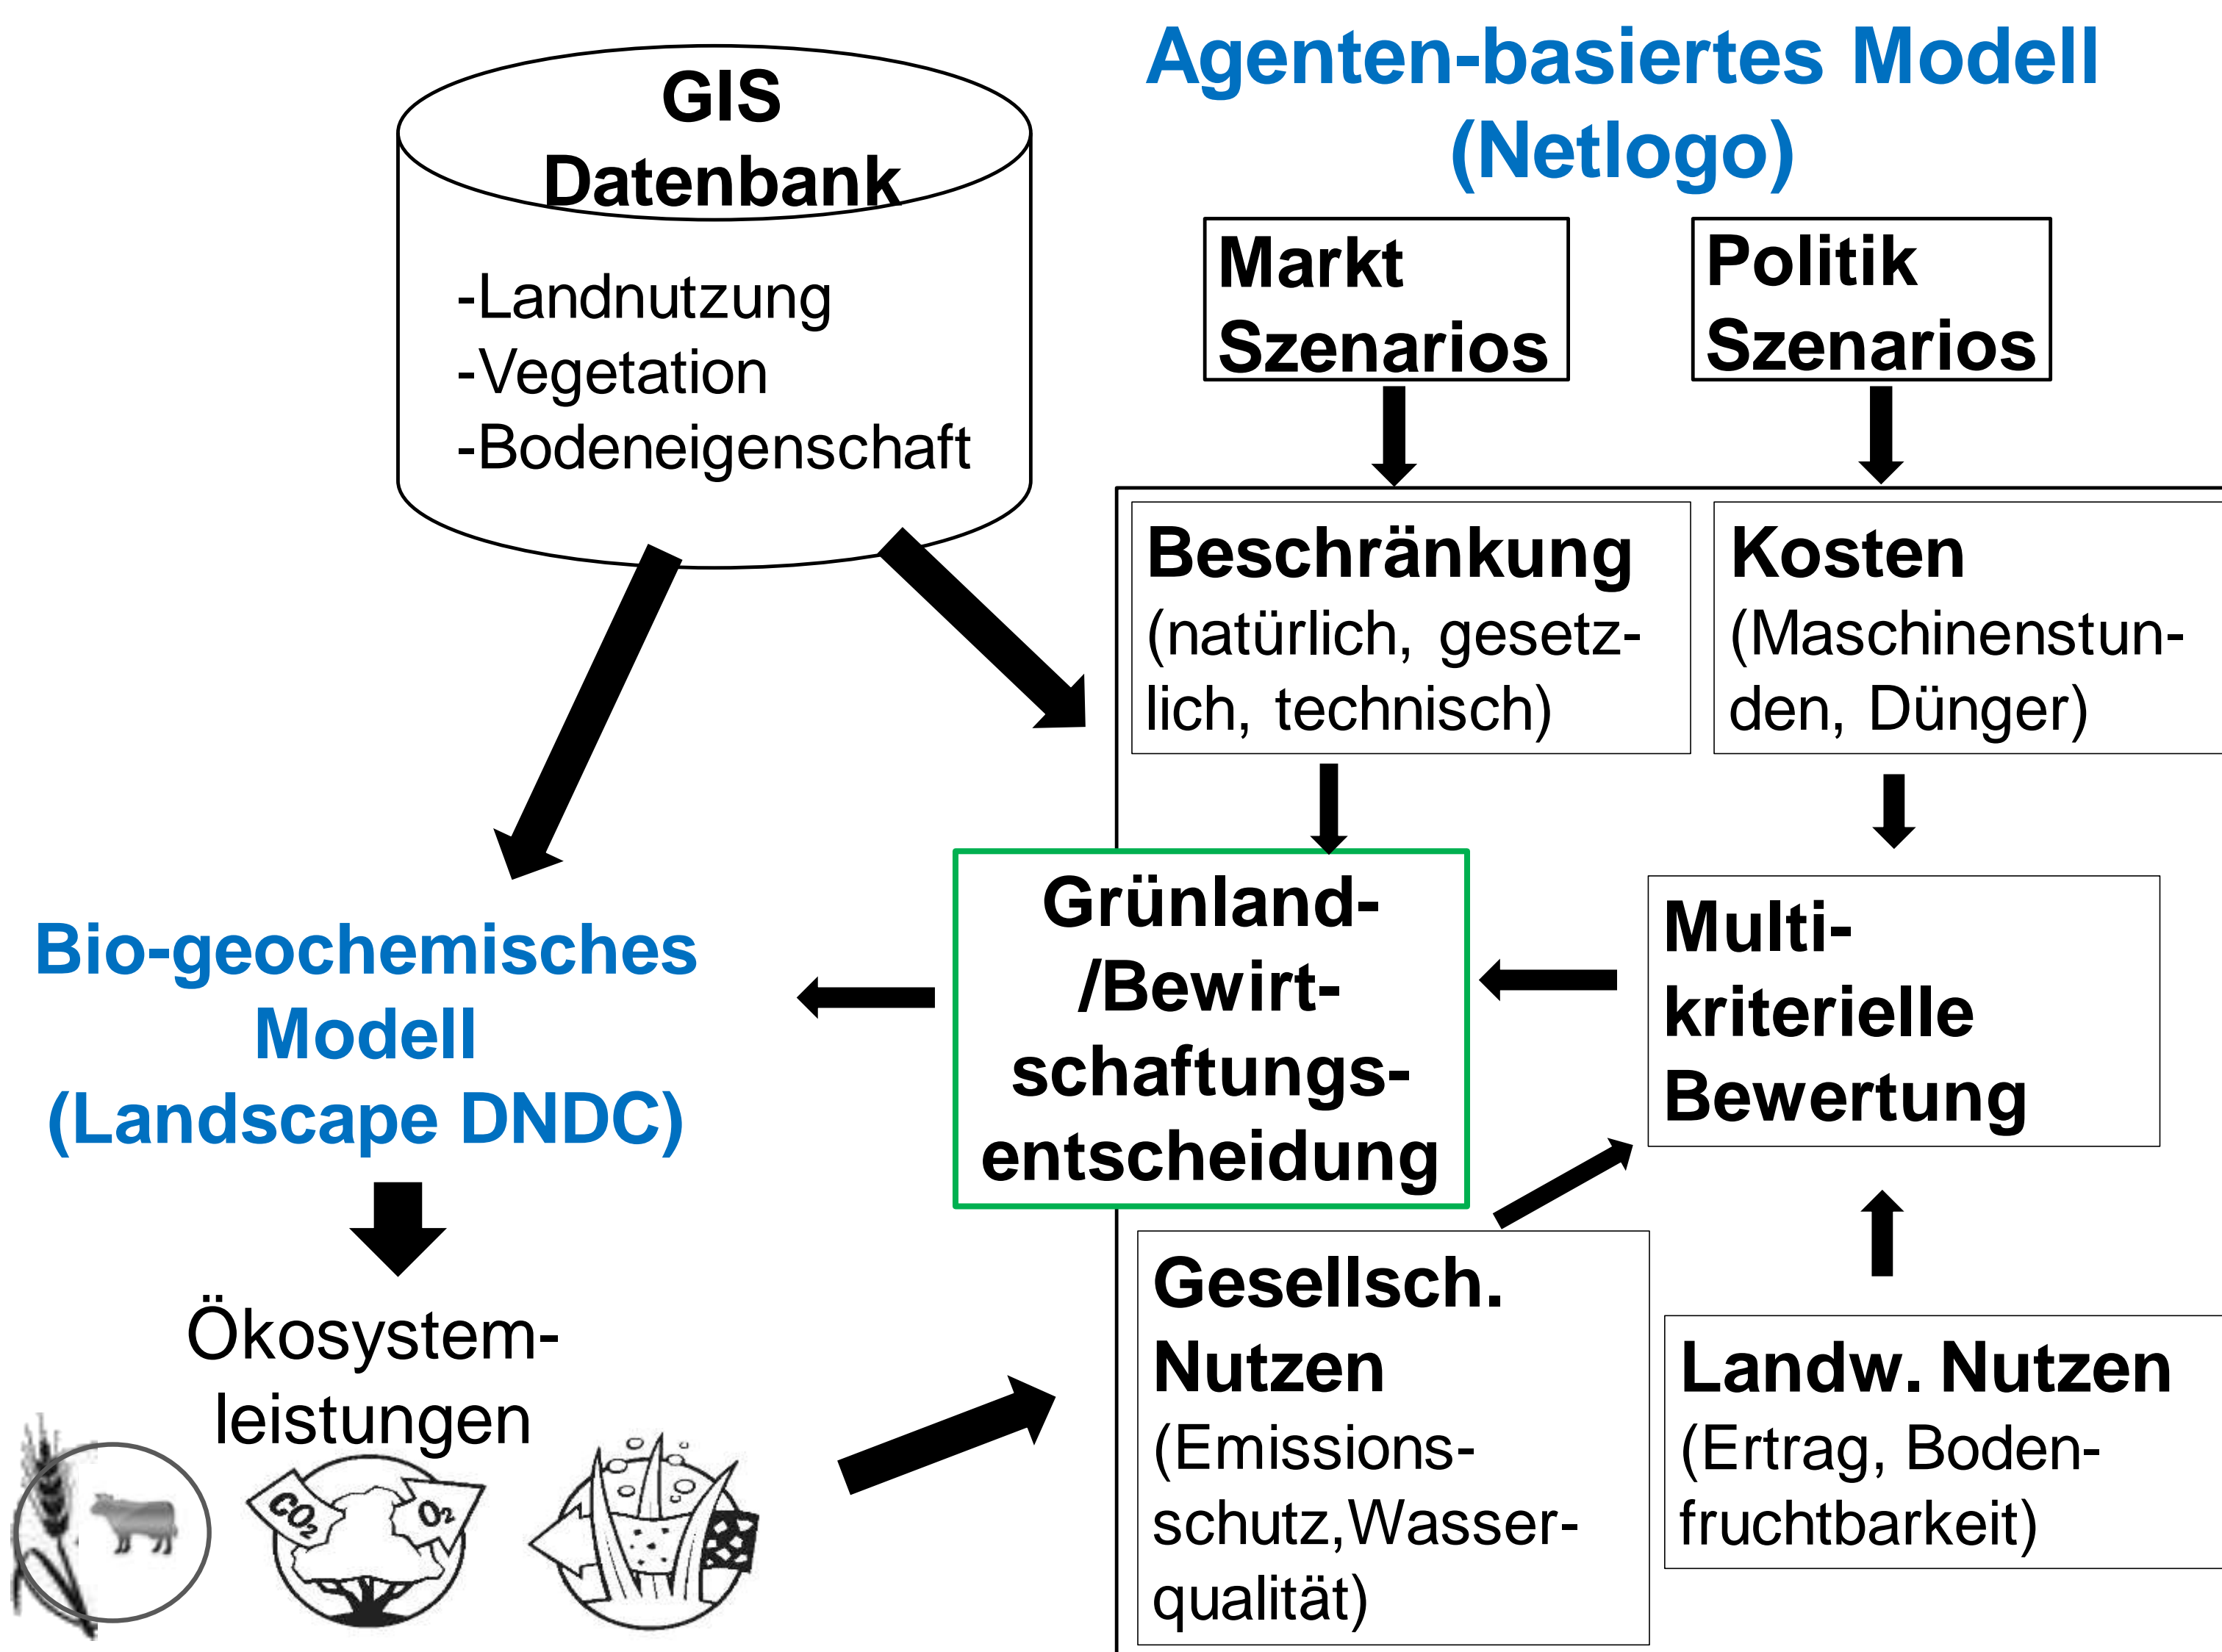 GIS
Datenbank
-Landnutzung
-Vegetation
-Bodeneigenschaft
Agenten-basiertes Modell
(Netlogo)
Markt
Szenarios
Politik
Szenarios
Beschränkung
(natürlich, gesetz-
lich, technisch)
Kosten
(Maschinenstun-
den, Dünger)
Grünland-
/Bewirt-
schaftungs-
entscheidung
Multi-
kriterielle
Bewertung
Bio-geochemisches
Modell
(Landscape DNDC)
Ökosystem-
leistungen
CO2
O2
Gesellsch.
Nutzen
(Emissions-
schutz,Wasser-
qualität)
Landw. Nutzen
(Ertrag, Boden-
fruchtbarkeit)